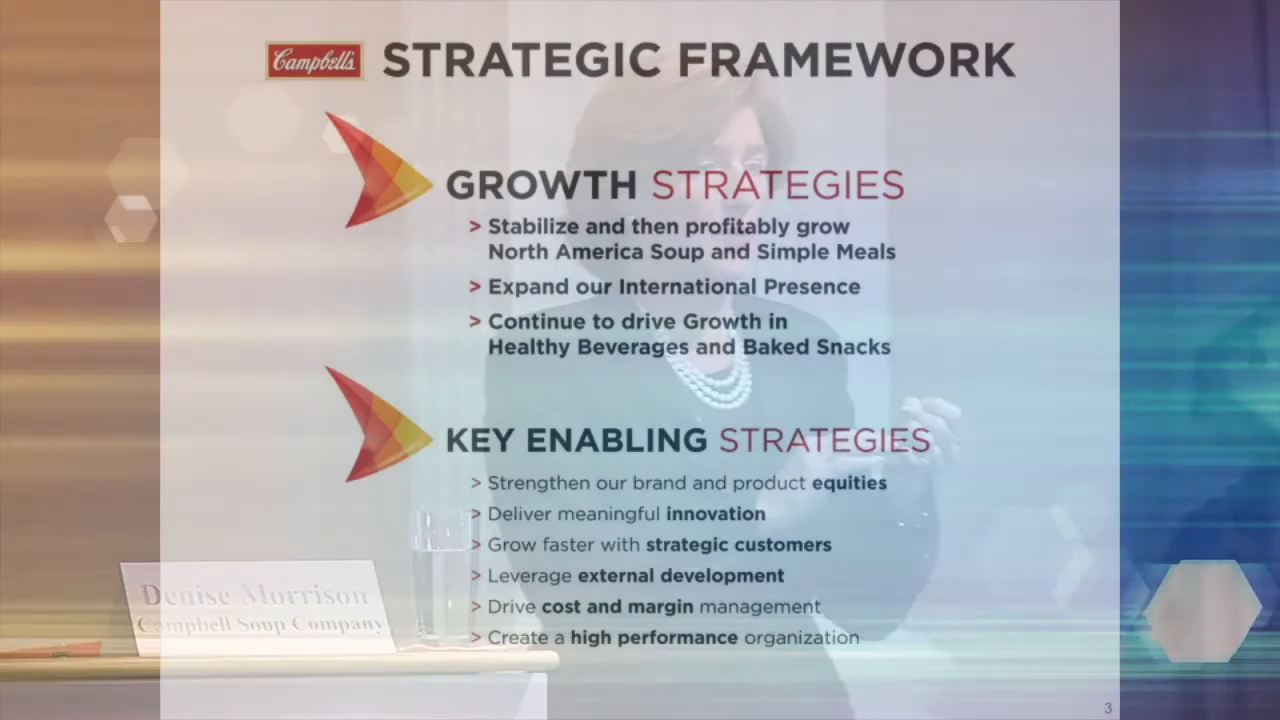 Campbell's STRATEGIC FRAMEWORK
GROWTH STRATEGIES
> Stabilize and then profitably grow
North America Soup and Simple Meals
> Expand our International Presence
> Continue to drive Growth in
Healthy Beverages and Baked Snacks
KEY ENABLING STRATEGIES
> Strengthen our brand and product equities
> Deliver meaningful innovation
> Grow faster with strategic customers
> Leverage external development
> Drive cost and margin management
> Create a high performance organization
Denise Morrison
Campbell Soup Company
3